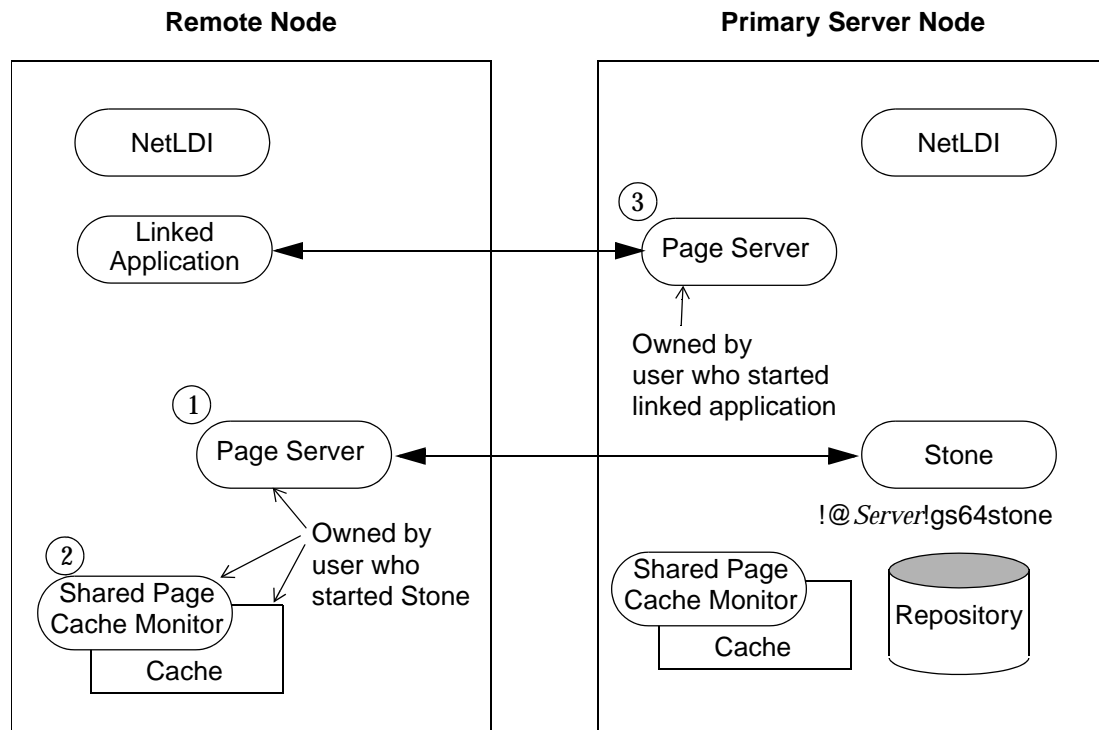 Remote Node
Primary Server Node
NetLDI
NetLDI
3
Linked
Application
Page Server
Owned by
user who started
linked application
1
Page Server
Stone
!@Server!gs64stone
Owned by
user who
started Stone
2
Shared Page
Cache Monitor
Cache
Shared Page
Cache Monitor
Cache
Repository